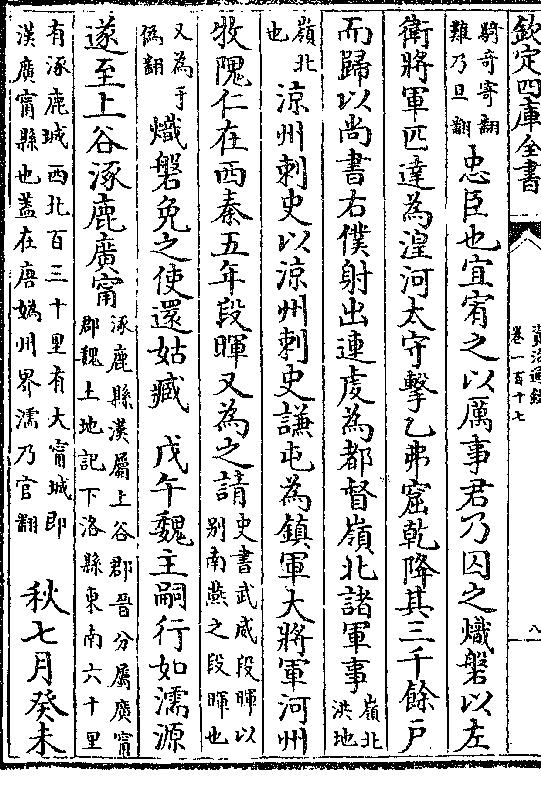 欽定四庫全書
資治通鑑
卷一百十七
八
騎奇寄翻
難乃旦翻
忠臣也宜宥之以厲事君乃囚之熾磐以左
衛將軍匹達為湟河太守擊乙弗窟乾降其三千餘戶
而歸以尚書右僕射出連虔為都督嶺北諸軍事
嶺北
洪地
嶺北
也
涼州刺史以涼州刺史謙屯為鎮軍大將軍河州
牧隗仁在西秦五年段暉又為之請
史書武威段暉以
别南燕之段暉也
又為于
偽翻
熾磐免之使還姑臧 戊午魏主嗣行如濡源
遂至上谷涿鹿廣甯
涿鹿縣漢屬上谷郡晉分屬廣甯
郡魏土地記下洛縣東南六十里
有涿鹿城西北百三十里有大甯城即
漢廣甯縣也蓋在唐媯州界濡乃官翻
秋七月癸未